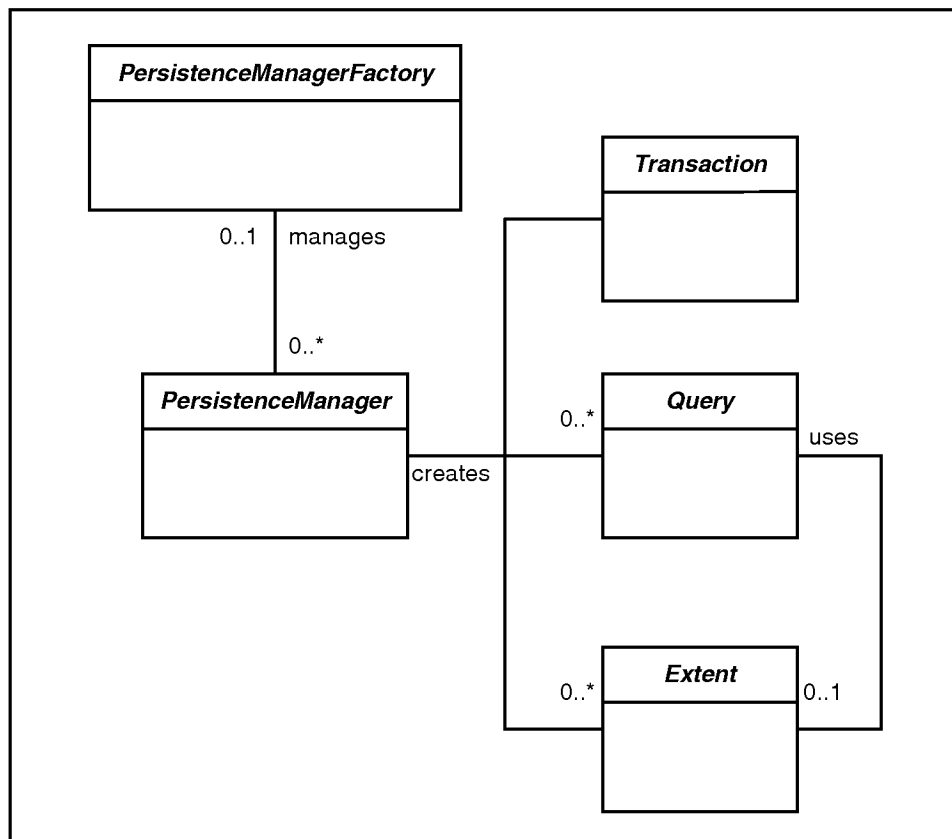 PersistenceManagerFactory
Transaction
0..1 manages
0..*
PersistenceManager
Query
0..*
uses
creates
Extent
0..*
0..1